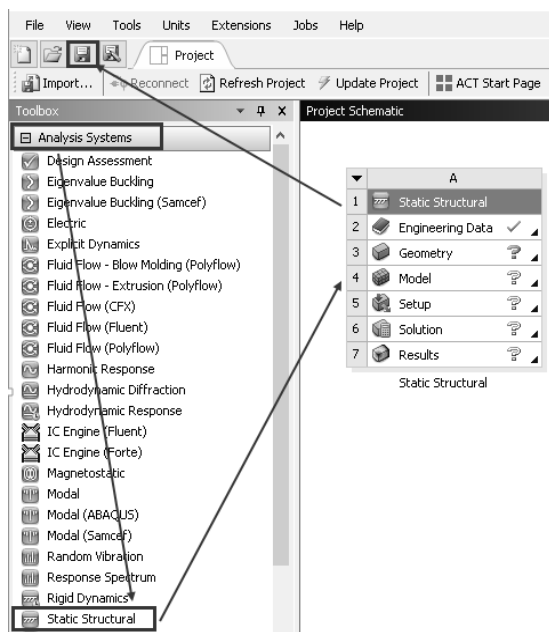 File View Tools Units Extensions Jobs Help
Project
Import... Reconnect Refresh Project Update Project ACT Start Page
Toolbox
Project Schematic
Analysis Systems
Design Assessment
Eigenvalue Buckling
Eigenvalue Buckling (Samcef)
Electric
Explicit Dynamics
Fluid Flow - Blow Molding (Polyflow)
Fluid Flow - Extrusion (Polyflow)
Fluid Flow (CFX)
Fluid Flow (Fluent)
Fluid Flow (Polyflow)
Harmonic Response
Hydrodynamic Diffraction
Hydrodynamic Response
IC Engine (Fluent)
IC Engine (Forte)
Magnetostatic
Modal
Modal (ABAQUS)
Modal (Samcef)
Random Vibration
Response Spectrum
Rigid Dynamics
Static Structural
A
1 Static Structural
2 Engineering Data
3 Geometry ?
4 Model ?
5 Setup ?
6 Solution ?
7 Results ?
Static Structural